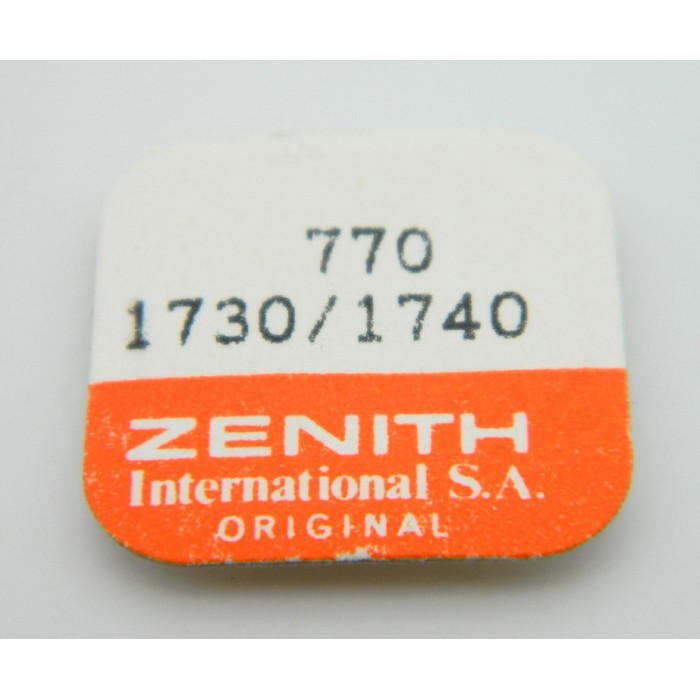 770
1730/1740
ZENITH
International S.A.
ORIGINAL